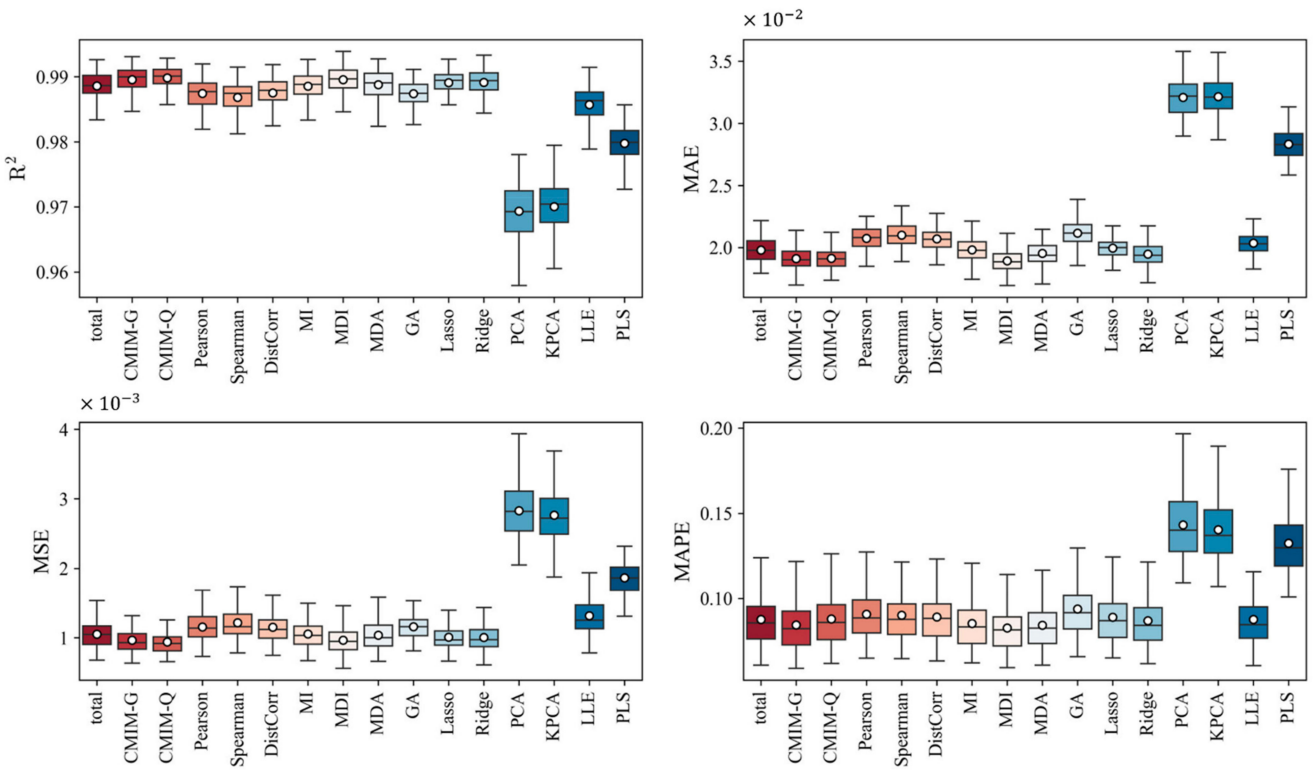 × 10⁻²
R²
0.99
0.98
0.97
0.96
total
CMIM-G
CMIM-Q
Pearson
Spearman
DistCorr
MI
MDI
MDA
GA
Lasso
Ridge
PCA
KPCA
LLE
PLS
MAE
3.5
3.0
2.5
2.0
total
CMIM-G
CMIM-Q
Pearson
Spearman
DistCorr
MI
MDI
MDA
GA
Lasso
Ridge
PCA
KPCA
LLE
PLS
× 10⁻³
MSE
4
3
2
1
total
CMIM-G
CMIM-Q
Pearson
Spearman
DistCorr
MI
MDI
MDA
GA
Lasso
Ridge
PCA
KPCA
LLE
PLS
MAPE
0.20
0.15
0.10
total
CMIM-G
CMIM-Q
Pearson
Spearman
DistCorr
MI
MDI
MDA
GA
Lasso
Ridge
PCA
KPCA
LLE
PLS